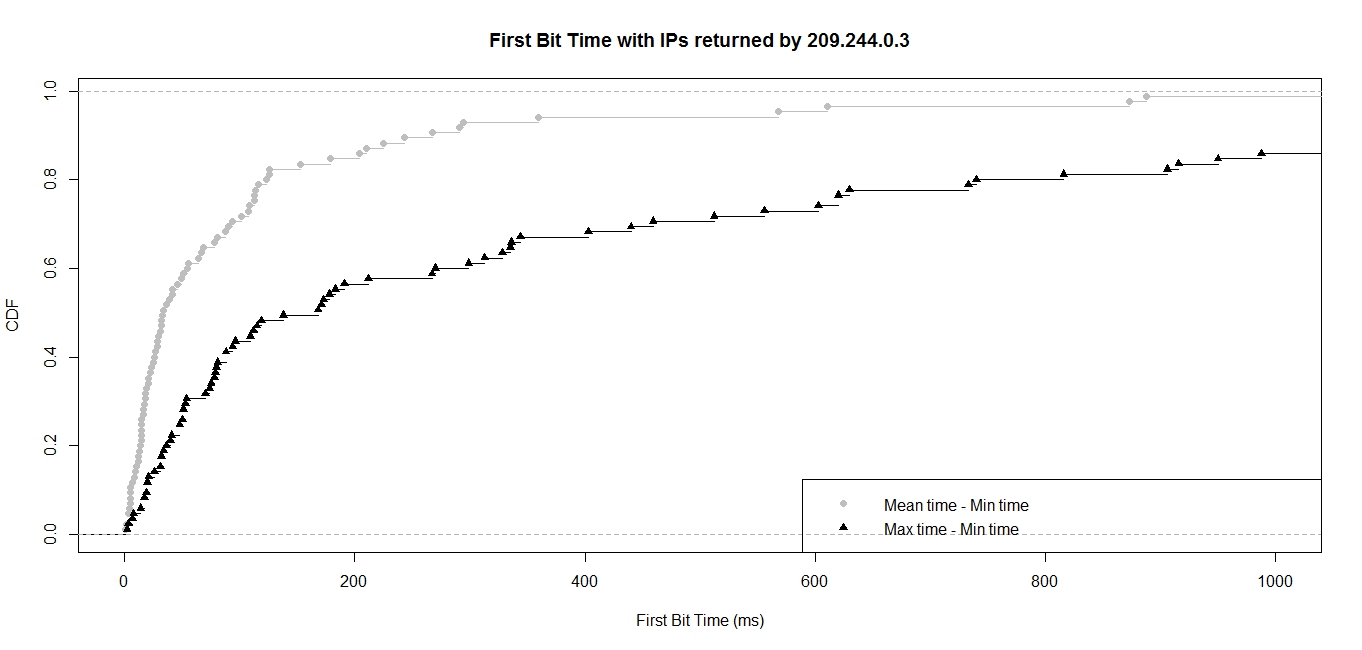 First Bit Time with IPs returned by 209.244.0.3
1.0
0.8
0.6
0.4
0.2
0.0
CDF
Mean time - Min time
Max time - Min time
0 200 400 600 800 1000
First Bit Time (ms)